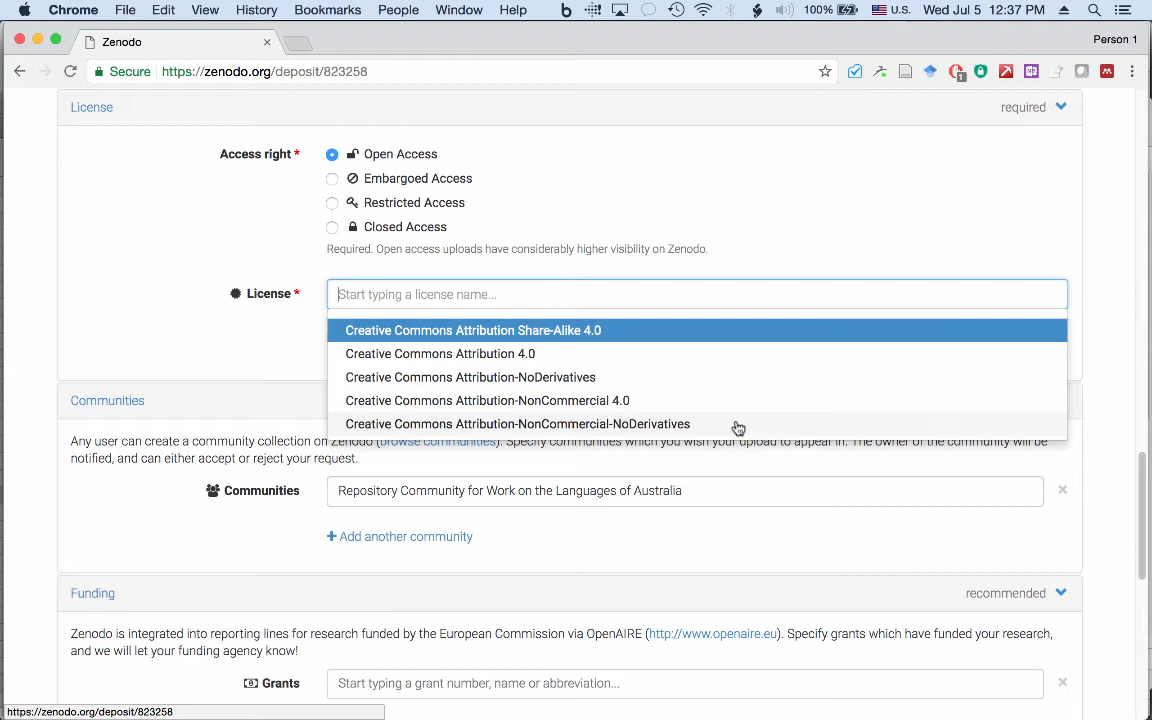 Chrome File Edit View History Bookmarks People Window Help 100% U.S. Wed Jul 5 12:37 PM
Zenodo × Person 1
Secure https://zenodo.org/deposit/823258
License required
Access right *
Open Access
Embargoed Access
Restricted Access
Closed Access
Required. Open access uploads have considerably higher visibility on Zenodo.
License * Start typing a license name...
Creative Commons Attribution Share-Alike 4.0
Creative Commons Attribution 4.0
Creative Commons Attribution-NoDerivatives
Creative Commons Attribution-NonCommercial 4.0
Creative Commons Attribution-NonCommercial-NoDerivatives
Communities
Any user can create a community collection on Zenodo (browse communities). Specify communities which you wish your upload to appear in. The owner of the community will be
notified, and can either accept or reject your request.
Communities Repository Community for Work on the Languages of Australia ×
+ Add another community
Funding recommended
Zenodo is integrated into reporting lines for research funded by the European Commission via OpenAIRE (http://www.openaire.eu). Specify grants which have funded your research,
and we will let your funding agency know!
Grants Start typing a grant number, name or abbreviation... ×
https://zenodo.org/deposit/823258